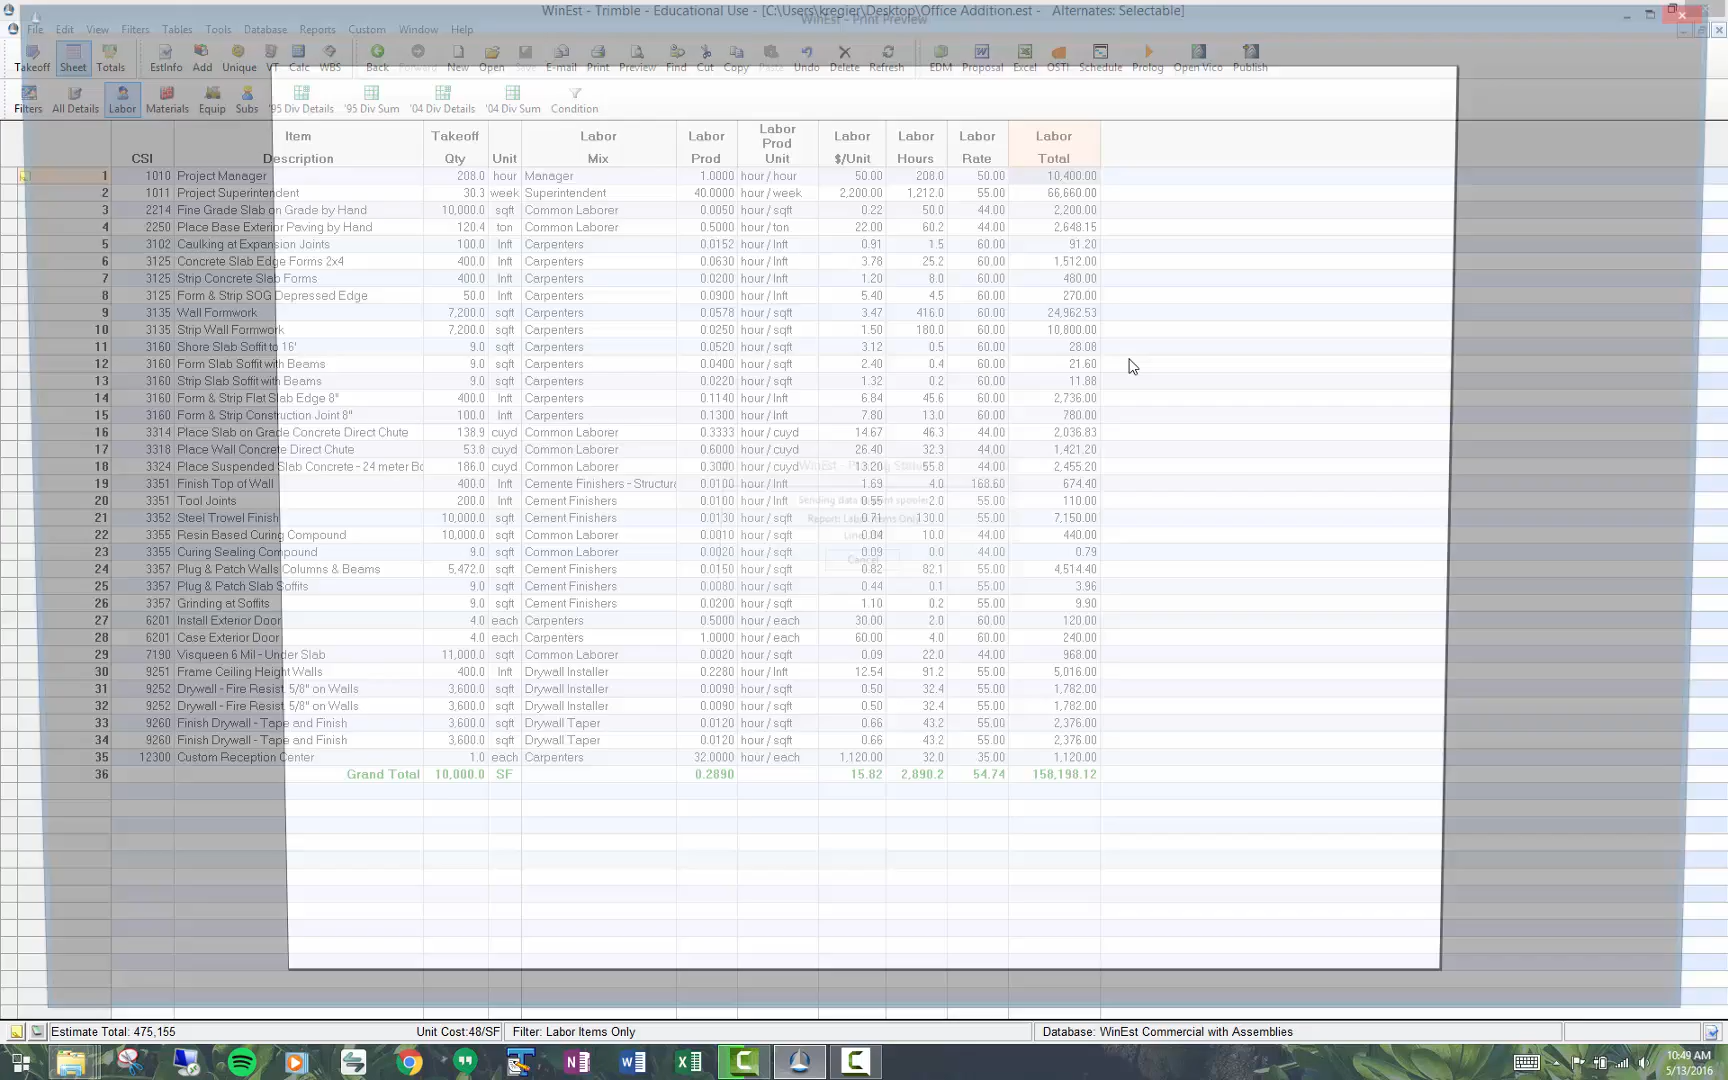 WinEst - Trimble - Educational Use - [C:\Users\kregier\Desktop\Office Addition.est -   Alternates: Selectable]
WinEst - Print Preview
File Edit View Filters Tables Tools Database Reports Custom Window Help
Takeoff Sheet Totals EstInfo Add Unique VT Calc WBS Back Forward New Open Save E-mail Print Preview Find Cut Copy Paste Undo Delete Refresh EDM Proposal Excel OSTI Schedule Prolog Open Vico Publish
Filters All Details Labor Materials Equip Subs '95 Div Details '95 Div Sum '04 Div Details '04 Div Sum Condition
CSI Item Description Takeoff Qty Unit Labor Mix Labor Prod Labor Prod Unit Labor $/Unit Labor Hours Labor Rate Labor Total
1 1010 Project Manager 208.0 hour Manager 1.0000 hour / hour 50.00 208.0 50.00 10,400.00
2 1011 Project Superintendent 30.3 week Superintendent 40.0000 hour / week 2,200.00 1,212.0 55.00 66,660.00
3 2214 Fine Grade Slab on Grade by Hand 10,000.0 sqft Common Laborer 0.0050 hour / sqft 0.22 50.0 44.00 2,200.00
4 2250 Place Base Exterior Paving by Hand 120.4 ton Common Laborer 0.5000 hour / ton 22.00 60.2 44.00 2,648.15
5 3102 Caulking at Expansion Joints 100.0 lnft Carpenters 0.0152 hour / lnft 0.91 1.5 60.00 91.20
6 3125 Concrete Slab Edge Forms 2x4 400.0 lnft Carpenters 0.0630 hour / lnft 3.78 25.2 60.00 1,512.00
7 3125 Strip Concrete Slab Forms 400.0 lnft Carpenters 0.0200 hour / lnft 1.20 8.0 60.00 480.00
8 3125 Form & Strip SOG Depressed Edge 50.0 lnft Carpenters 0.0900 hour / lnft 5.40 4.5 60.00 270.00
9 3135 Wall Formwork 7,200.0 sqft Carpenters 0.0578 hour / sqft 3.47 416.0 60.00 24,962.53
10 3135 Strip Wall Formwork 7,200.0 sqft Carpenters 0.0250 hour / sqft 1.50 180.0 60.00 10,800.00
11 3160 Shore Slab Soffit to 16' 9.0 sqft Carpenters 0.0520 hour / sqft 3.12 0.5 60.00 28.08
12 3160 Form Slab Soffit with Beams 9.0 sqft Carpenters 0.0400 hour / sqft 2.40 0.4 60.00 21.60
13 3160 Strip Slab Soffit with Beams 9.0 sqft Carpenters 0.0220 hour / sqft 1.32 0.2 60.00 11.88
14 3160 Form & Strip Flat Slab Edge 8" 400.0 lnft Carpenters 0.1140 hour / lnft 6.84 45.6 60.00 2,736.00
15 3160 Form & Strip Construction Joint 8" 100.0 lnft Carpenters 0.1300 hour / lnft 7.80 13.0 60.00 780.00
16 3314 Place Slab on Grade Concrete Direct Chute 138.9 cuyd Common Laborer 0.3333 hour / cuyd 14.67 46.3 44.00 2,036.83
17 3318 Place Wall Concrete Direct Chute 53.8 cuyd Common Laborer 0.6000 hour / cuyd 26.40 32.3 44.00 1,421.20
18 3324 Place Suspended Slab Concrete - 24 meter Bo 186.0 cuyd Common Laborer 0.3000 hour / cuyd 13.20 55.8 44.00 2,455.20
19 3351 Finish Top of Wall 400.0 lnft Cemente Finishers - Structura 0.0100 hour / lnft 1.69 4.0 168.60 674.40
20 3351 Tool Joints 200.0 lnft Cement Finishers 0.0100 hour / lnft 0.55 2.0 55.00 110.00
21 3352 Steel Trowel Finish 10,000.0 sqft Cement Finishers 0.0130 hour / sqft 0.71 130.0 55.00 7,150.00
22 3355 Resin Based Curing Compound 10,000.0 sqft Common Laborer 0.0010 hour / sqft 0.04 10.0 44.00 440.00
23 3355 Curing Sealing Compound 9.0 sqft Common Laborer 0.0020 hour / sqft 0.09 0.0 44.00 0.79
24 3357 Plug & Patch Walls Columns & Beams 5,472.0 sqft Cement Finishers 0.0150 hour / sqft 0.82 82.1 55.00 4,514.40
25 3357 Plug & Patch Slab Soffits 9.0 sqft Cement Finishers 0.0080 hour / sqft 0.44 0.1 55.00 3.96
26 3357 Grinding at Soffits 9.0 sqft Cement Finishers 0.0200 hour / sqft 1.10 0.2 55.00 9.90
27 6201 Install Exterior Door 4.0 each Carpenters 0.5000 hour / each 30.00 2.0 60.00 120.00
28 6201 Case Exterior Door 4.0 each Carpenters 1.0000 hour / each 60.00 4.0 60.00 240.00
29 7190 Visqueen 6 Mil - Under Slab 11,000.0 sqft Common Laborer 0.0020 hour / sqft 0.09 22.0 44.00 968.00
30 9251 Frame Ceiling Height Walls 400.0 lnft Drywall Installer 0.2280 hour / lnft 12.54 91.2 55.00 5,016.00
31 9252 Drywall - Fire Resist. 5/8" on Walls 3,600.0 sqft Drywall Installer 0.0090 hour / sqft 0.50 32.4 55.00 1,782.00
32 9252 Drywall - Fire Resist. 5/8" on Walls 3,600.0 sqft Drywall Installer 0.0090 hour / sqft 0.50 32.4 55.00 1,782.00
33 9260 Finish Drywall - Tape and Finish 3,600.0 sqft Drywall Taper 0.0120 hour / sqft 0.66 43.2 55.00 2,376.00
34 9260 Finish Drywall - Tape and Finish 3,600.0 sqft Drywall Taper 0.0120 hour / sqft 0.66 43.2 55.00 2,376.00
35 12300 Custom Reception Center 1.0 each Carpenters 32.0000 hour / each 1,120.00 32.0 35.00 1,120.00
36 Grand Total 10,000.0 SF 0.2890 15.82 2,890.2 54.74 158,198.12
Sending data to print spooler
Report: Labor Items Only
Cancel
Estimate Total: 475,155 Unit Cost:48/SF Filter: Labor Items Only Database: WinEst Commercial with Assemblies
10:49 AM
5/13/2016